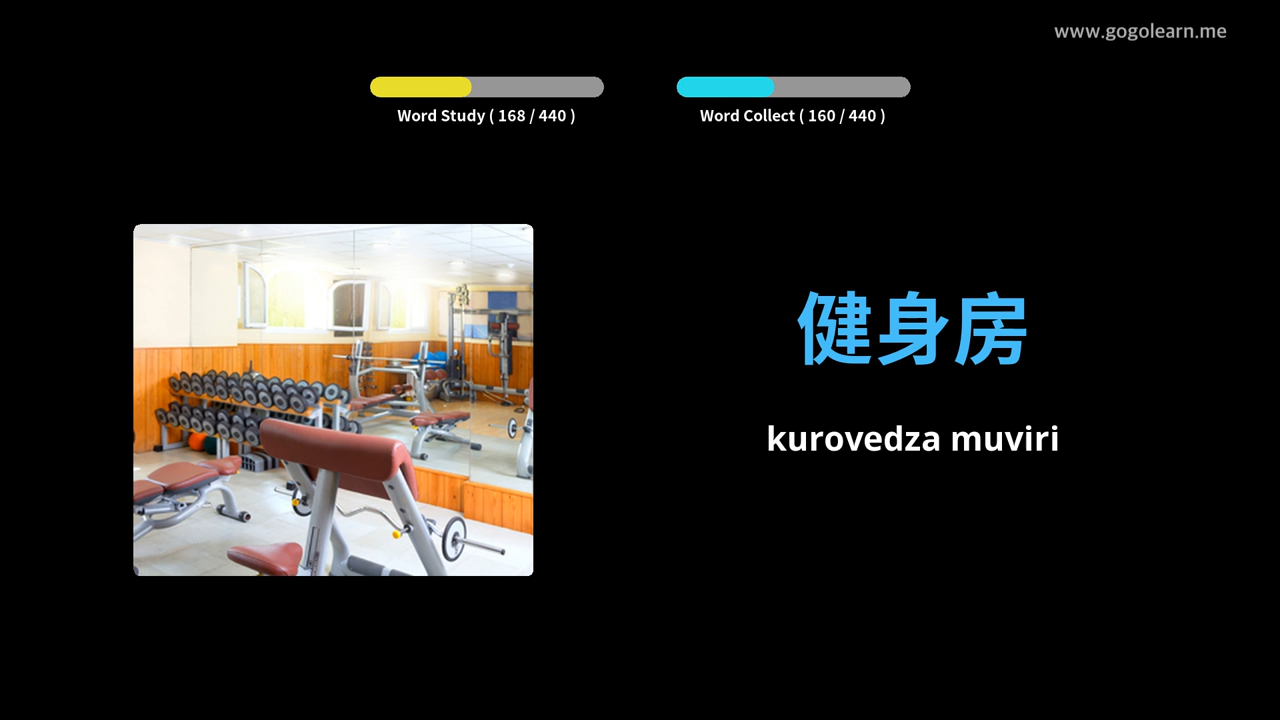 www.gogolearn.me
Word Study ( 168 / 440 )
Word Collect ( 160 / 440 )
健身房
kurovedza muviri